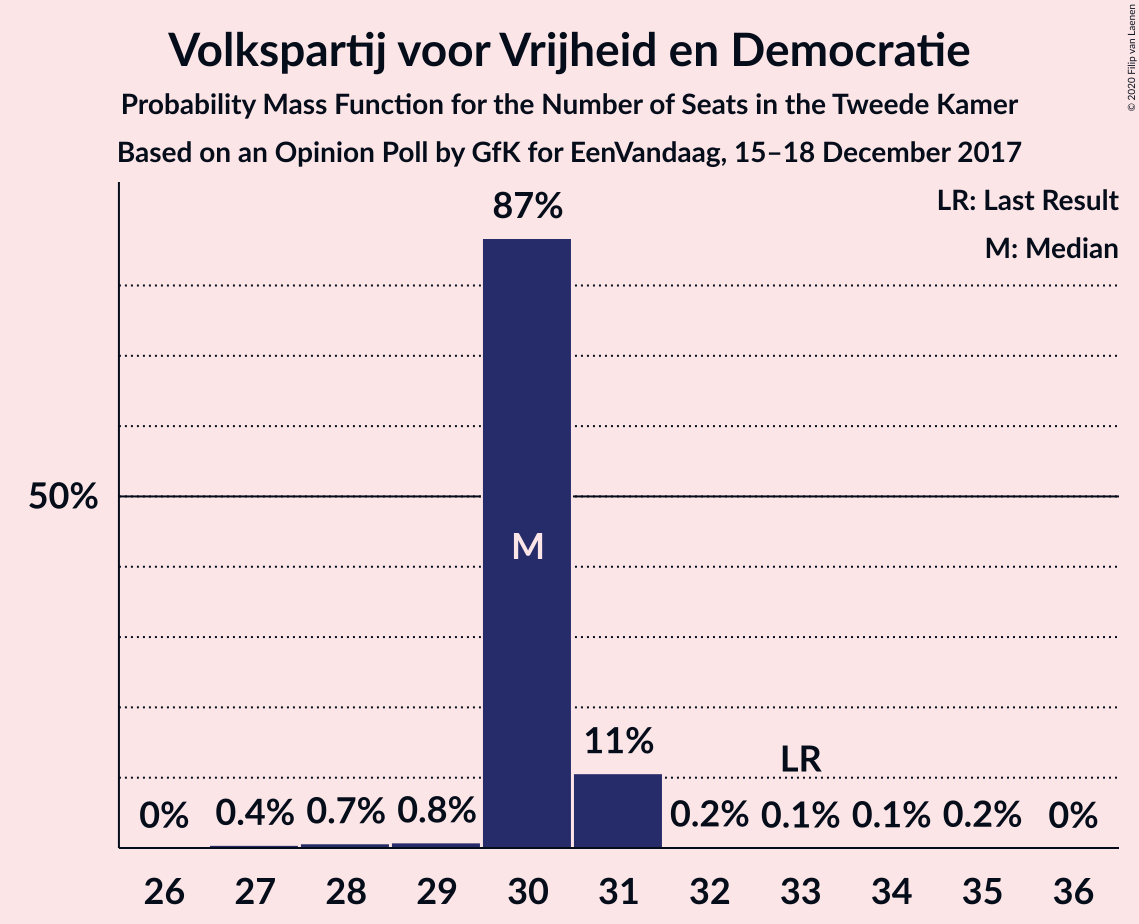 Volkspartij voor Vrijheid en Democratie
Probability Mass Function for the Number of Seats in the Tweede Kamer
Based on an Opinion Poll by GfK for EenVandaag, 15–18 December 2017
© 2020 Filip van Laenen
LR: Last Result
M: Median
87%
50%
M
11%
LR
0%
0.4%
0.7%
0.8%
0.2%
0.1%
0.1%
0.2%
0%
26
27
28
29
30
31
32
33
34
35
36